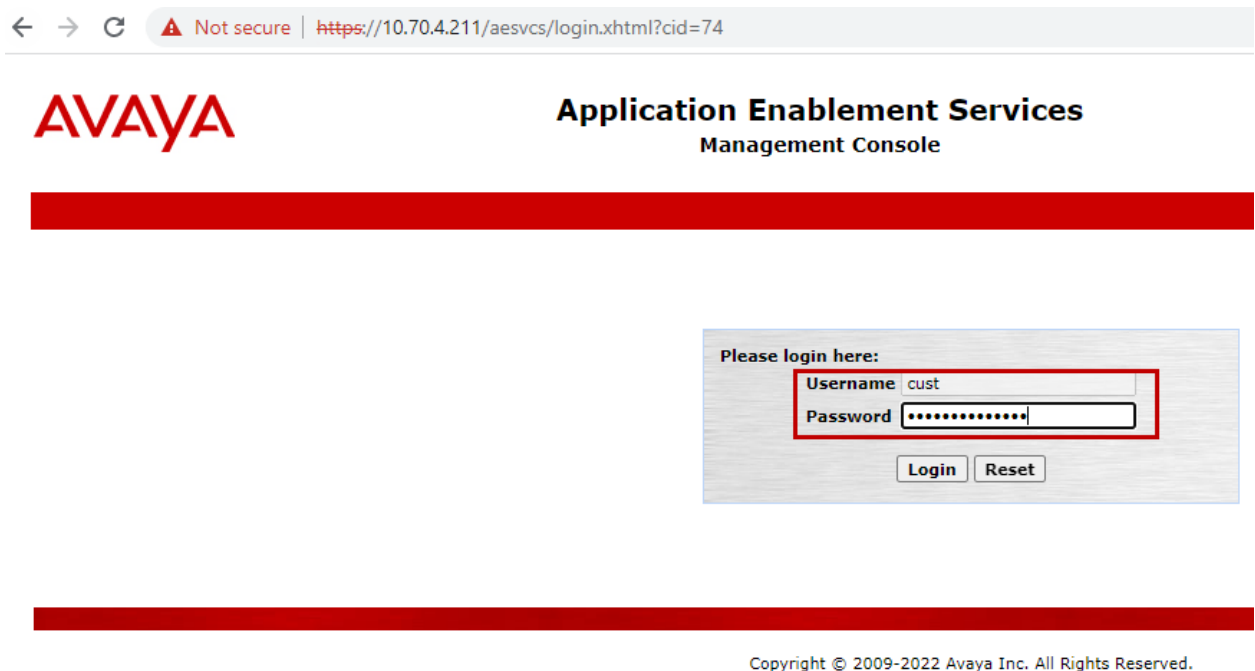 Not secure | https://10.70.4.211/aesvcs/login.xhtml?cid=74
AVAYA
Application Enablement Services
Management Console
Please login here:
Username cust
Password ••••••••••••••
Login Reset
Copyright © 2009-2022 Avaya Inc. All Rights Reserved.